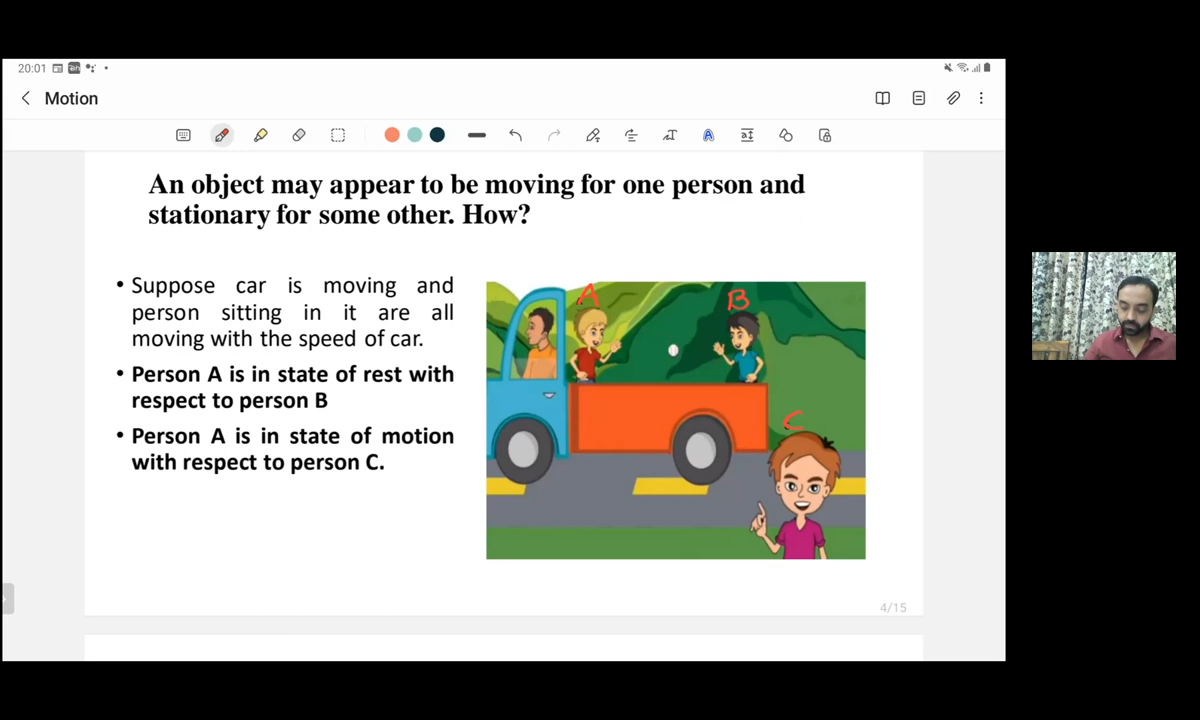 20:01
Motion
An object may appear to be moving for one person and
stationary for some other. How?
• Suppose car is moving and
person sitting in it are all
moving with the speed of car.
• Person A is in state of rest with
respect to person B
• Person A is in state of motion
with respect to person C.
A
B
C
4/15